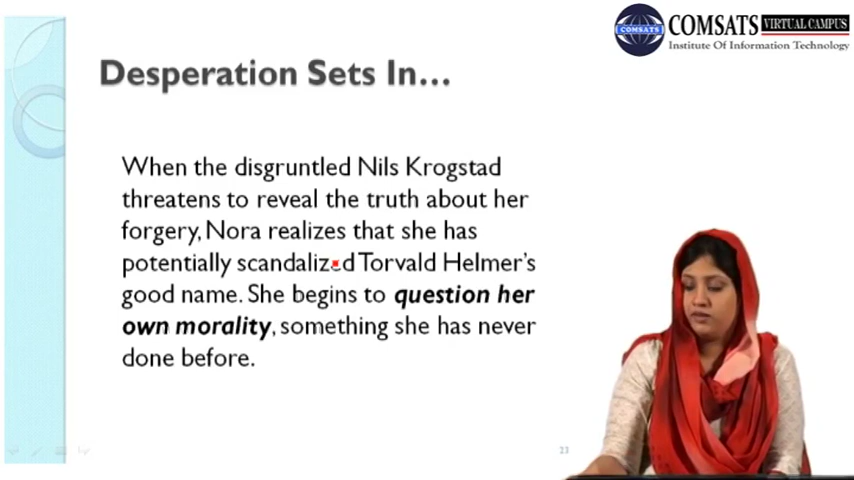 COMSATS VIRTUAL CAMPUS
COMSATS
Institute Of Information Technology
Desperation Sets In...
When the disgruntled Nils Krogstad
threatens to reveal the truth about her
forgery, Nora realizes that she has
potentially scandalized Torvald Helmer's
good name. She begins to question her
own morality, something she has never
done before.
23